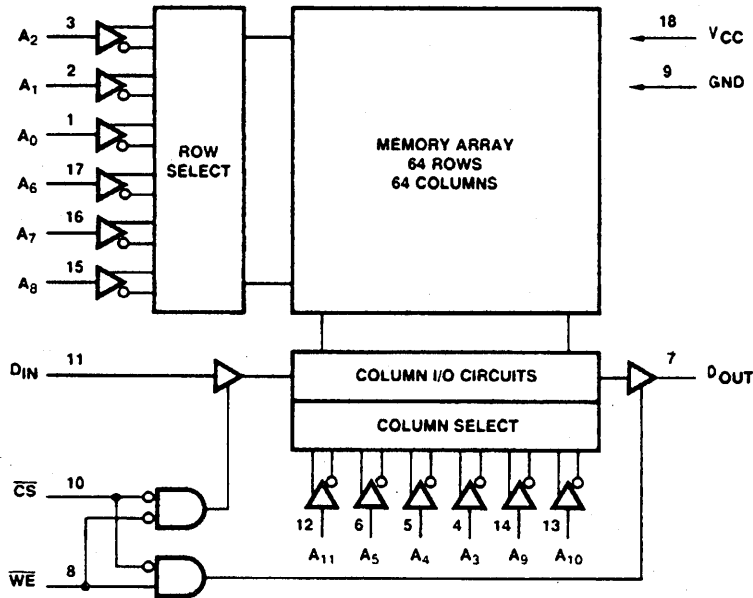 A2 3
A1 2
A0 1
A6 17
A7 16
A8 15
ROW
SELECT
MEMORY ARRAY
64 ROWS
64 COLUMNS
18 VCC
9 GND
DIN 11
COLUMN I/O CIRCUITS
7 DOUT
COLUMN SELECT
CS 10
WE 8
12 6 5 4 14 13
A11 A5 A4 A3 A9 A10